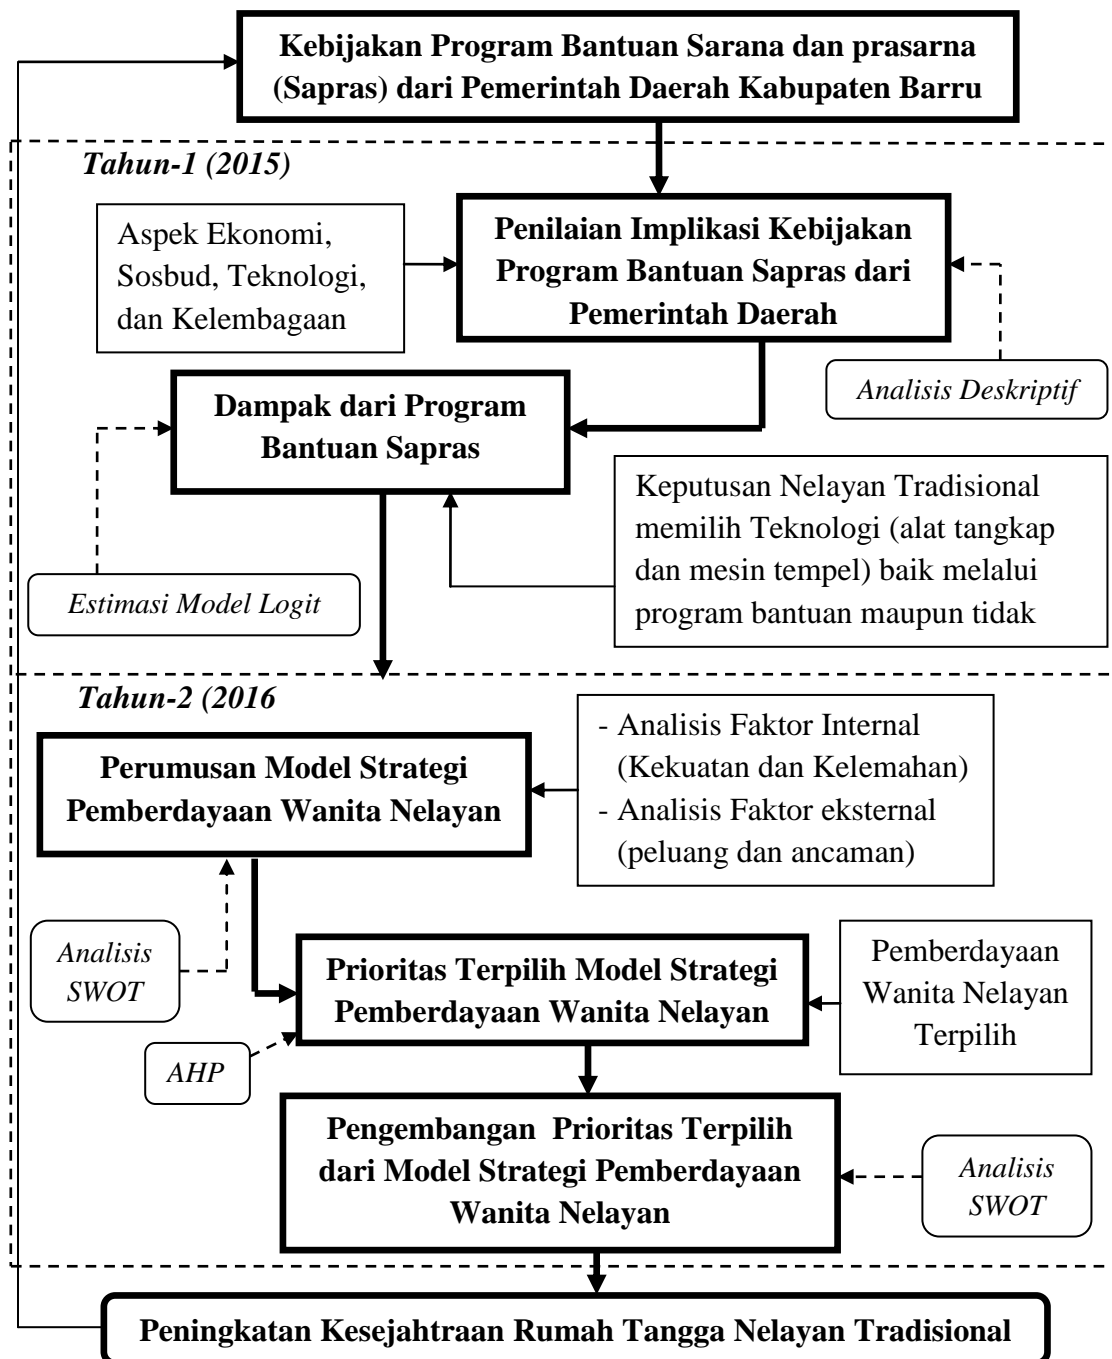 Kebijakan Program Bantuan Sarana dan prasarna
(Sapras) dari Pemerintah Daerah Kabupaten Barru
Tahun-1 (2015)
Aspek Ekonomi,
Sosbud, Teknologi,
dan Kelembagaan
Penilaian Implikasi Kebijakan
Program Bantuan Sapras dari
Pemerintah Daerah
Analisis Deskriptif
Dampak dari Program
Bantuan Sapras
Keputusan Nelayan Tradisional
memilih Teknologi (alat tangkap
dan mesin tempel) baik melalui
program bantuan maupun tidak
Estimasi Model Logit
Tahun-2 (2016
Perumusan Model Strategi
Pemberdayaan Wanita Nelayan
- Analisis Faktor Internal
(Kekuatan dan Kelemahan)
- Analisis Faktor eksternal
(peluang dan ancaman)
Analisis
SWOT
Prioritas Terpilih Model Strategi
Pemberdayaan Wanita Nelayan
Pemberdayaan
Wanita Nelayan
Terpilih
AHP
Pengembangan Prioritas Terpilih
dari Model Strategi Pemberdayaan
Wanita Nelayan
Analisis
SWOT
Peningkatan Kesejahtraan Rumah Tangga Nelayan Tradisional